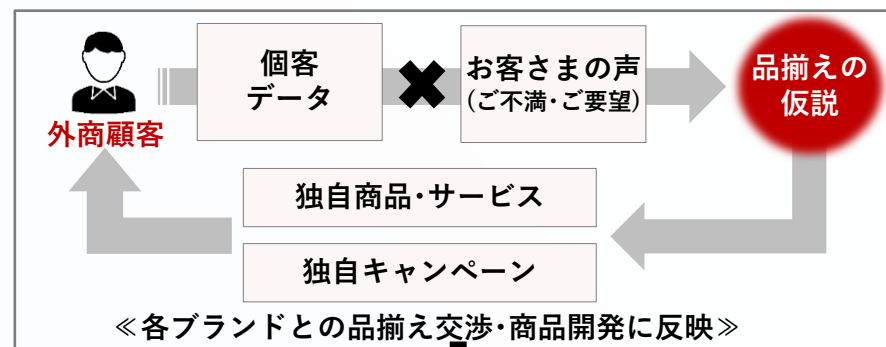 個客
データ
お客さまの声
(ご不満･ご要望)
品揃えの
仮説
外商顧客
独自商品･サービス
独自キャンペーン
≪各ブランドとの品揃え交渉･商品開発に反映≫